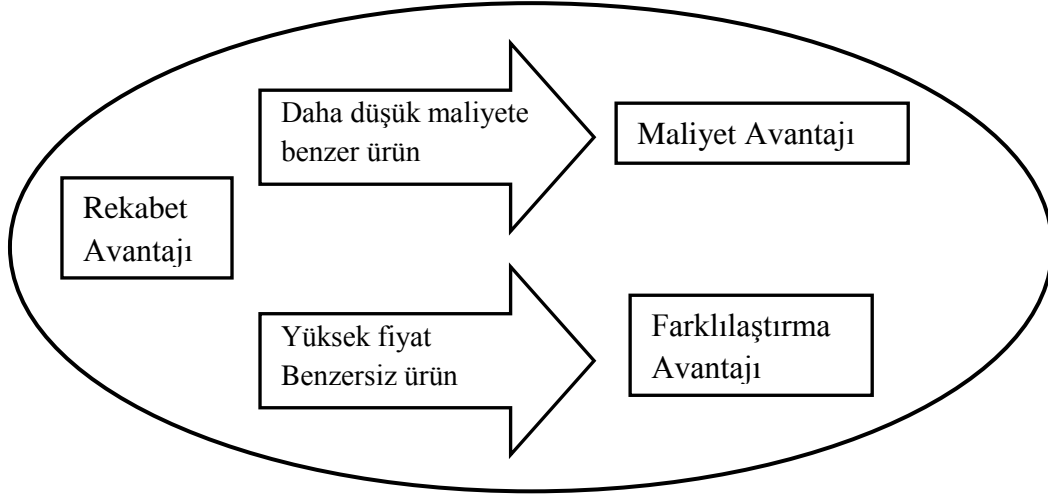 Rekabet
Avantajı
Daha düşük maliyete
benzer ürün
Maliyet Avantajı
Yüksek fiyat
Benzersiz ürün
Farklılaştırma
Avantajı